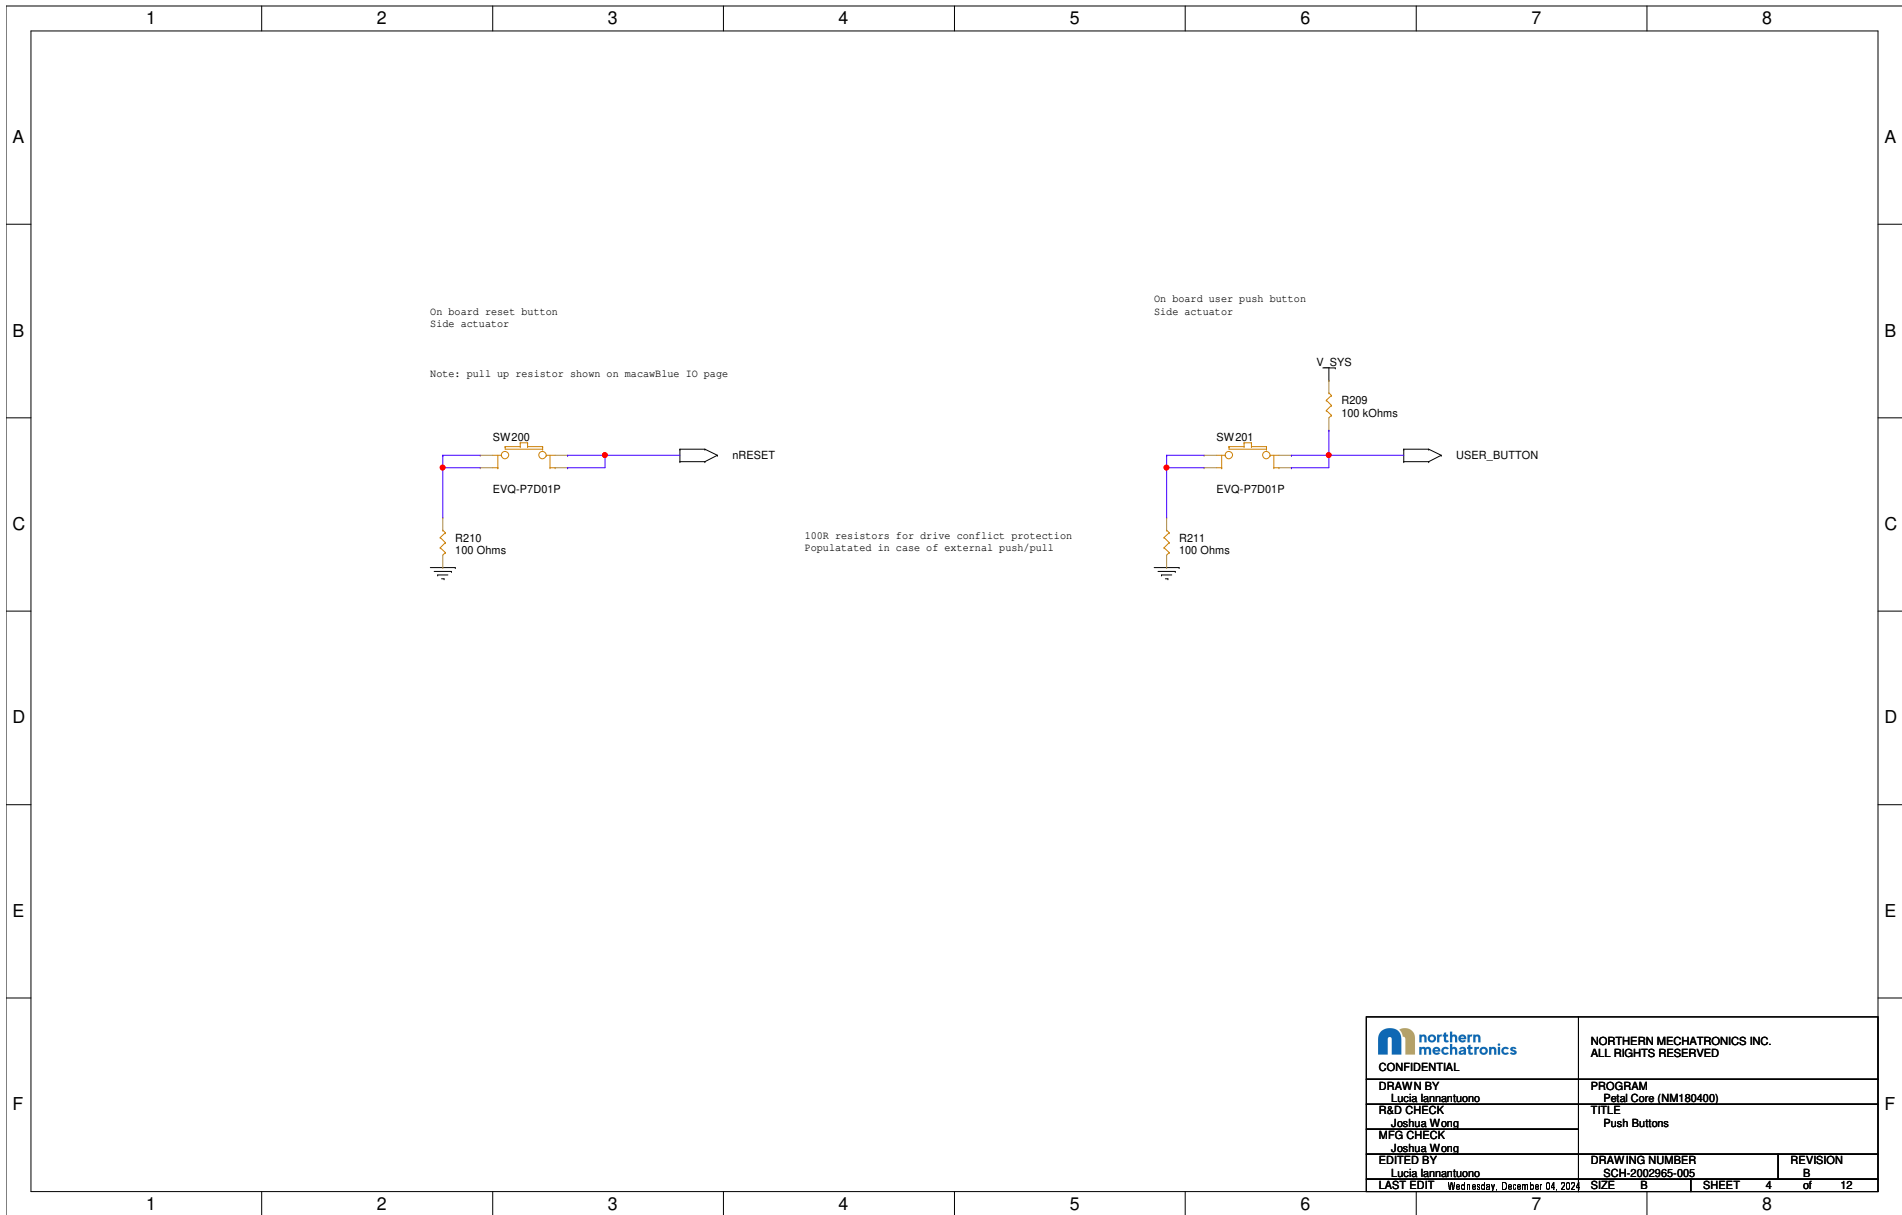 1 2 3 4 5 6 7 8
A A
On board user push button
Side actuator
On board reset button
Side actuator
B B
V_SYS
Note: pull up resistor shown on macawBlue IO page
R209
100 kOhms
SW200
SW201
nRESET
USER_BUTTON
EVQ-P7D01P
EVQ-P7D01P
C C
100R resistors for drive conflict protection
Populatated in case of external push/pull
R210
100 Ohms
R211
100 Ohms
D D
E E
F F
northern
mechatronics
CONFIDENTIAL
NORTHERN MECHATRONICS INC.
ALL RIGHTS RESERVED
DRAWN BY
Lucia Iannantuono
PROGRAM
Petal Core (NM180400)
R&D CHECK
Joshua Wong
TITLE
Push Buttons
MFG CHECK
Joshua Wong
EDITED BY
Lucia Iannantuono
DRAWING NUMBER
SCH-2002965-005
REVISION
B
LAST EDIT Wednesday, December 04, 2024
SIZE B SHEET 4 of 12
1 2 3 4 5 6 7 8